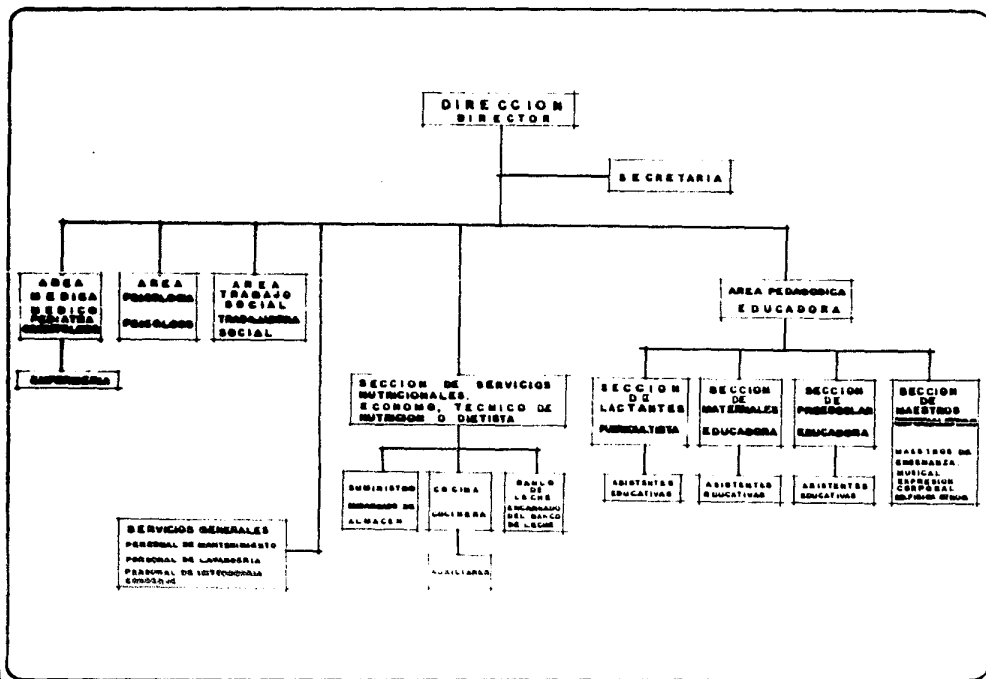 DIRECCION
DIRECTOR
SECRETARIA
AREA
MEDICA
MEDICO
PEDIATRA
ODONTOLOGO
ENFERMERIA
AREA
PSICOLOGIA
PSICOLOGO
AREA
TRABAJO
SOCIAL
TRABAJADORA
SOCIAL
AREA PEDAGOGICA
EDUCADORA
SECCION DE SERVICIOS
NUTRICIONALES.
ECONOMO, TECNICO DE
NUTRICION O DIETISTA
SECCION
DE
LACTANTES
PUERICULTISTA
SECCION
DE
MATERNALES
EDUCADORA
SECCION
DE
PREESCOLAR
EDUCADORA
SECCION
DE
MAESTROS
MAESTROS DE
ENSEÑANZA
MUSICAL
EXPRESION
CORPORAL
ASISTENTES
EDUCATIVAS
ASISTENTES
EDUCATIVAS
ASISTENTES
EDUCATIVAS
SUMINISTOS
ENCARGADO DE
ALMACEN
COCINA
COCINERA
AUXILIARES
BANCO
DE
LECHE
ENCARGADO
DEL BANCO
DE LECHE
SERVICIOS GENERALES
PERSONAL DE MANTENIMIENTO
PERSONAL DE LAVANDERIA
PERSONAL DE INTENDENCIA